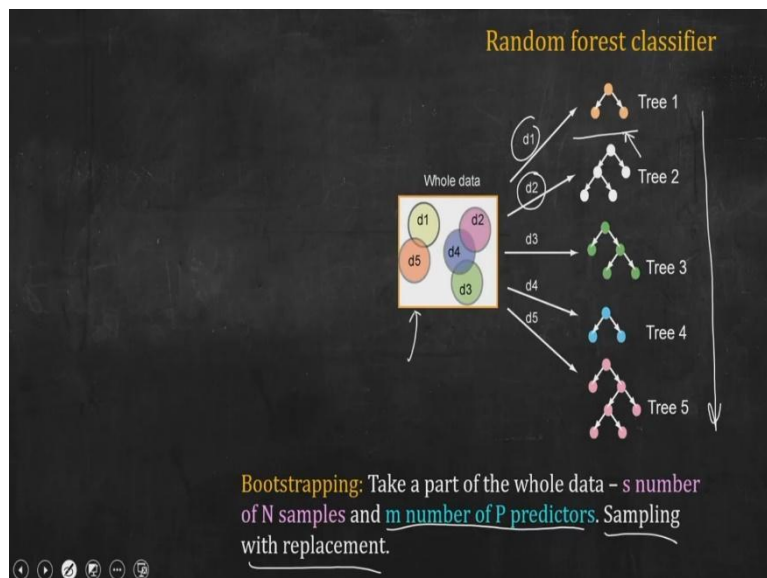 Random forest classifier
Tree 1
d1
Whole data
d2
Tree 2
d1
d2
d5
d4
d3
d3
Tree 3
d4
Tree 4
d5
Tree 5
Bootstrapping: Take a part of the whole data – s number
of N samples and m number of P predictors. Sampling
with replacement.